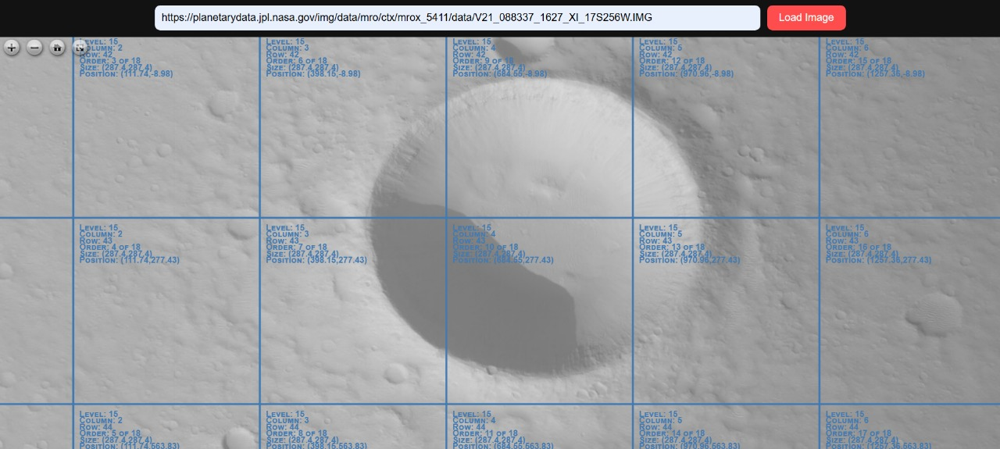 https://planetarydata.jpl.nasa.gov/img/data/mro/ctx/mrox_5411/data/V21_088337_1627_XI_17S256W.IMG
Load Image
Level: 15
Column: 2
Row: 42
Order: 3 of 18
Size: (287.4,287.4)
Position: (111.74,-8.98)
Level: 15
Column: 3
Row: 42
Order: 6 of 18
Size: (287.4,287.4)
Position: (398.15,-8.98)
Level: 15
Column: 4
Row: 42
Order: 9 of 18
Size: (287.4,287.4)
Position: (684.55,-8.98)
Level: 15
Column: 5
Row: 42
Order: 12 of 18
Size: (287.4,287.4)
Position: (970.96,-8.98)
Level: 15
Column: 6
Row: 42
Order: 15 of 18
Size: (287.4,287.4)
Position: (1257.36,-8.98)
Level: 15
Column: 2
Row: 43
Order: 4 of 18
Size: (287.4,287.4)
Position: (111.74,277.43)
Level: 15
Column: 3
Row: 43
Order: 7 of 18
Size: (287.4,287.4)
Position: (398.15,277.43)
Level: 15
Column: 4
Row: 43
Order: 10 of 18
Size: (287.4,287.4)
Position: (684.55,277.43)
Level: 15
Column: 5
Row: 43
Order: 13 of 18
Size: (287.4,287.4)
Position: (970.96,277.43)
Level: 15
Column: 6
Row: 43
Order: 16 of 18
Size: (287.4,287.4)
Position: (1257.36,277.43)
Level: 15
Column: 2
Row: 44
Order: 5 of 18
Size: (287.4,287.4)
Position: (111.74,563.83)
Level: 15
Column: 3
Row: 44
Order: 8 of 18
Size: (287.4,287.4)
Position: (398.15,563.83)
Level: 15
Column: 4
Row: 44
Order: 11 of 18
Size: (287.4,287.4)
Position: (684.55,563.83)
Level: 15
Column: 5
Row: 44
Order: 14 of 18
Size: (287.4,287.4)
Position: (970.96,563.83)
Level: 15
Column: 6
Row: 44
Order: 17 of 18
Size: (287.4,287.4)
Position: (1257.36,563.83)